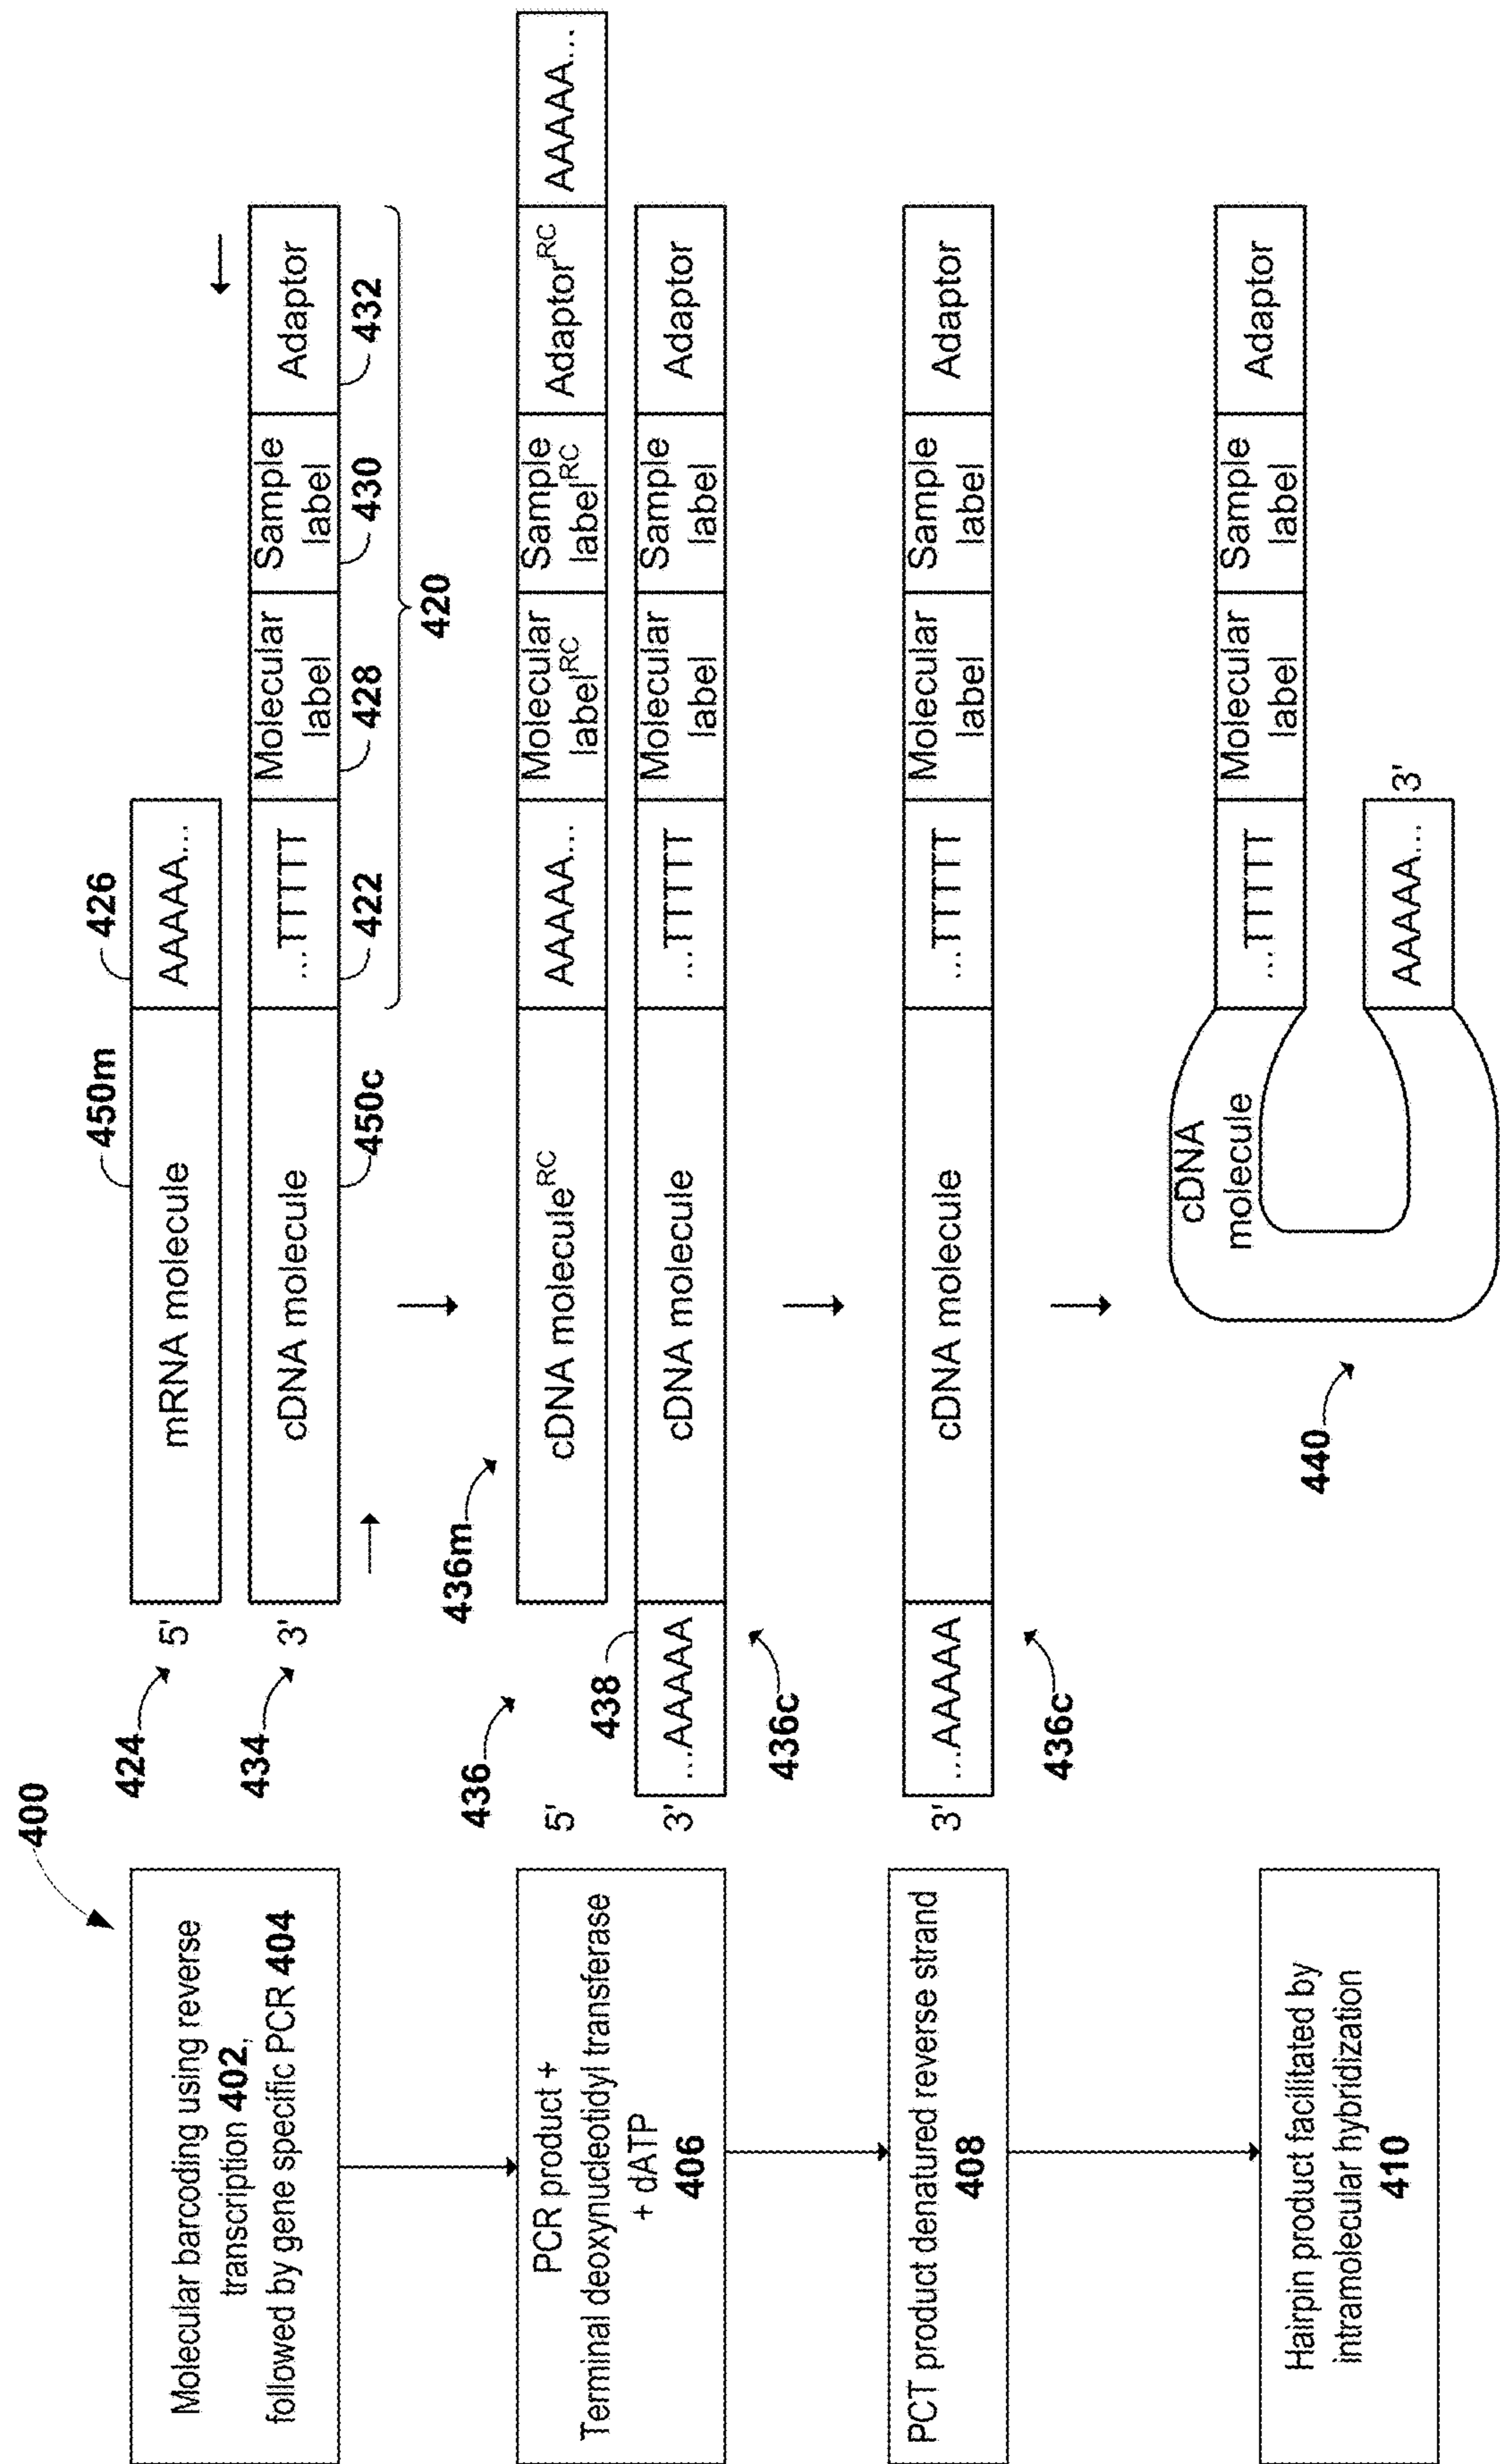 400
Molecular barcoding using reverse
transcription 402,
followed by gene specific PCR 404
424
5'
mRNA molecule
450m
AAAAA...
426
434
3'
cDNA molecule
450c
...TTTTT
422
Molecular
label
428
Sample
label
430
Adaptor
432
420
PCR product +
Terminal deoxynucleotidyl transferase
+ dATP
406
436
436m
5'
cDNA molecule^RC
AAAAA...
Molecular
label^RC
Sample
label^RC
Adaptor^RC
AAAAA...
438
3'
...AAAAA
cDNA molecule
...TTTTT
Molecular
label
Sample
label
Adaptor
436c
PCT product denatured reverse strand
408
3'
...AAAAA
cDNA molecule
...TTTTT
Molecular
label
Sample
label
Adaptor
436c
Hairpin product facilitated by
intramolecular hybridization
410
440
cDNA
molecule
...TTTTT
Molecular
label
Sample
label
Adaptor
AAAAA...
3'